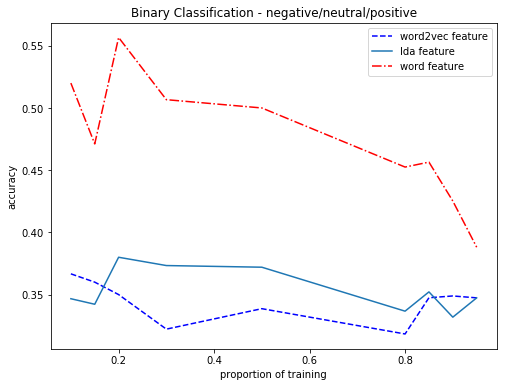 Binary Classification - negative/neutral/positive
word2vec feature
lda feature
word feature
accuracy
0.55
0.50
0.45
0.40
0.35
0.2
0.4
0.6
0.8
proportion of training